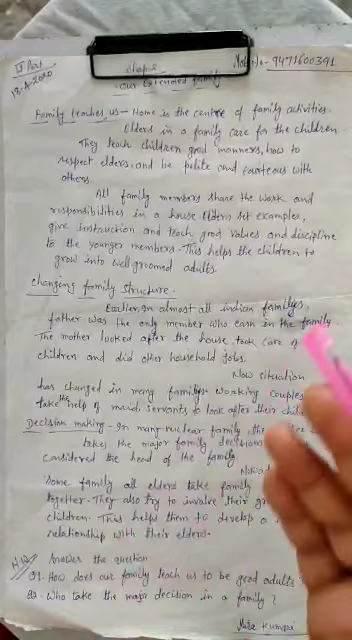 II Part
Mob. No- 9471600391
18-4-2020
chap-2
our Extended family
Family teaches us- Home is the centre of family activities.
Elders in a family care for the children.
They teach children good manners, how to
respect elders and be polite and courteous with
others.
All family members share the work and
responsibilities in a house Elders set examples,
give instruction and teach good values and discipline
to the younger members. This helps the children to
grow into well groomed adults.
Changing family structure.
Earlier, In almost all indian families,
father was the only member who earn in the family.
The mother looked after the house, took care of
children and did other household jobs.
Now situation
has changed in many families working couples
take the help of maid servants to look after their
Decision making- In many nuclear family, the
takes the major family decisions
considered the head of the family
Some family all elders take family
together. They also try to involve their
children. This helps them to develop a
relationship with their elders.
H.W Answer the question
Q1. How does our family teach us to be good adults
Q2- Who take the major decision in a family?
Kumari